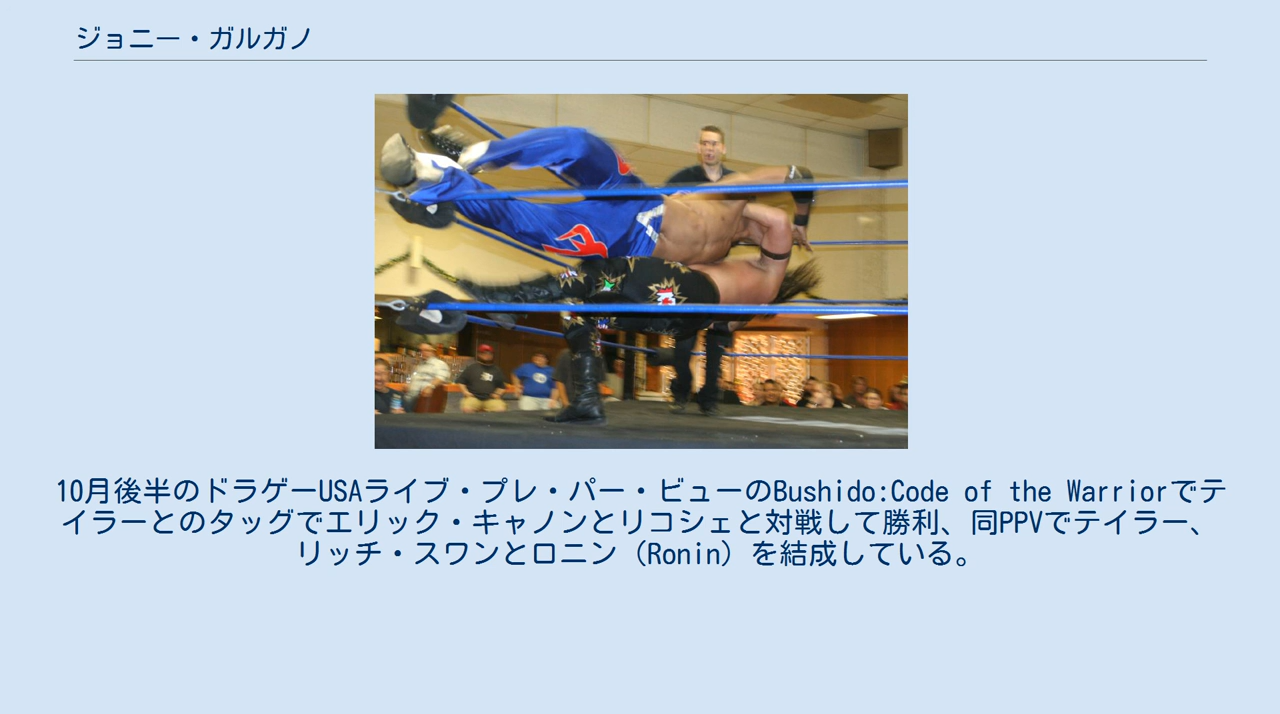 ジョニー・ガルガノ
10月後半のドラゲーUSAライブ・プレ・パー・ビューのBushido:Code of the Warriorでテ
イラーとのタッグでエリック・キャノンとリコシェと対戦して勝利、同PPVでテイラー、
リッチ・スワンとロニン（Ronin）を結成している。